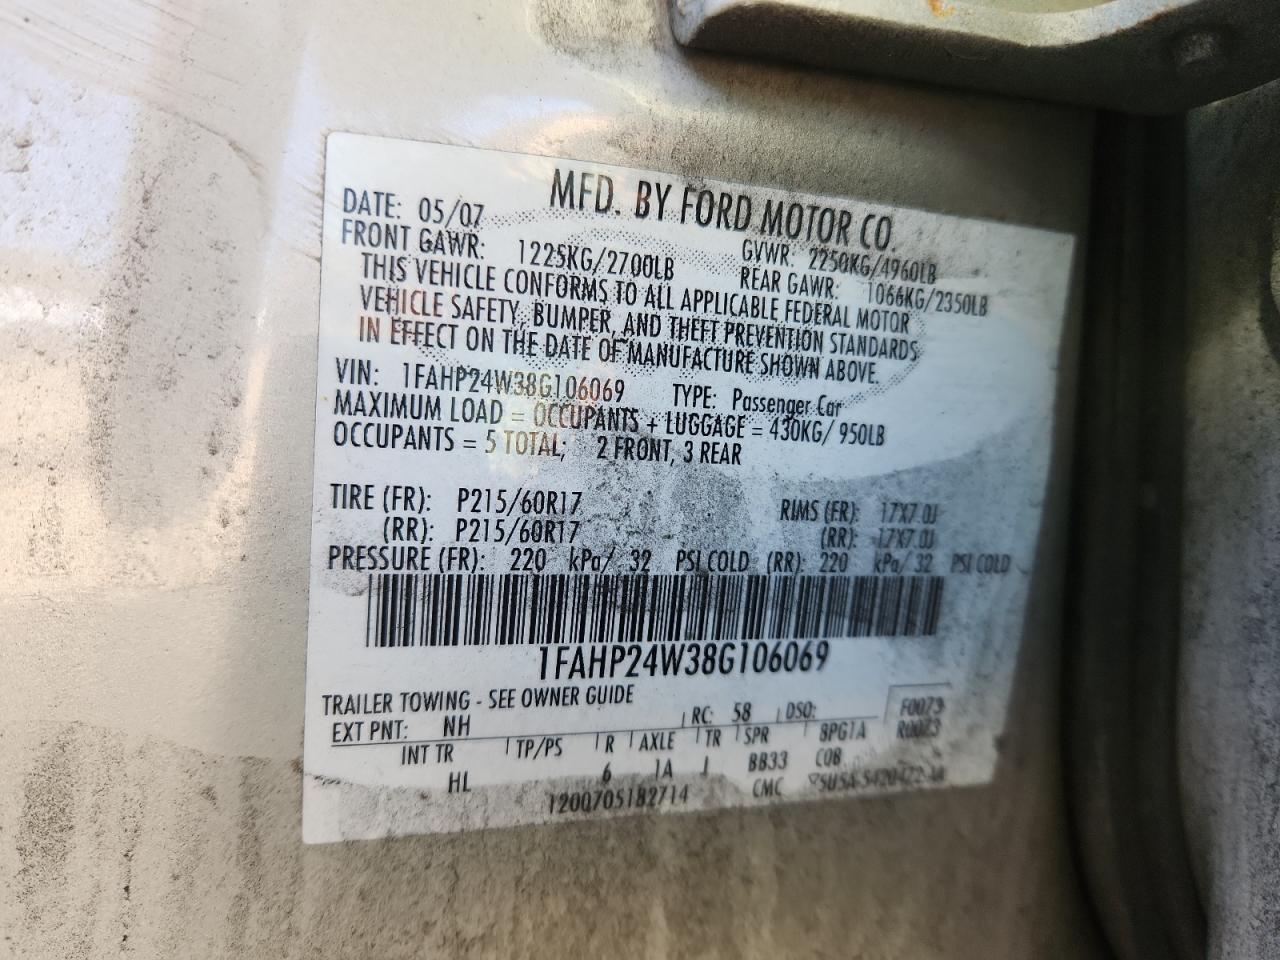 MFD. BY FORD MOTOR CO.
DATE: 05/07 GVWR: 2250KG/4960LB
FRONT GAWR: 1225KG/2700LB REAR GAWR: 1066KG/2350LB
THIS VEHICLE CONFORMS TO ALL APPLICABLE FEDERAL MOTOR
VEHICLE SAFETY, BUMPER, AND THEFT PREVENTION STANDARDS
IN EFFECT ON THE DATE OF MANUFACTURE SHOWN ABOVE.
VIN: 1FAHP24W38G106069 TYPE: Passenger Car
MAXIMUM LOAD = OCCUPANTS + LUGGAGE = 430KG/ 950LB
OCCUPANTS = 5 TOTAL; 2 FRONT, 3 REAR
TIRE (FR): P215/60R17 RIMS (FR): 17X7.0J
(RR): P215/60R17 (RR): 17X7.0J
PRESSURE (FR): 220 kPa/ 32 PSI COLD (RR): 220 kPa/ 32 PSI COLD
1FAHP24W38G106069
TRAILER TOWING - SEE OWNER GUIDE F0073
EXT PNT: NH RC: 58 DSO: R0073
INT TR TP/PS R AXLE TR SPR 8PG1A
HL 6 1A J BB33 COB
CMC